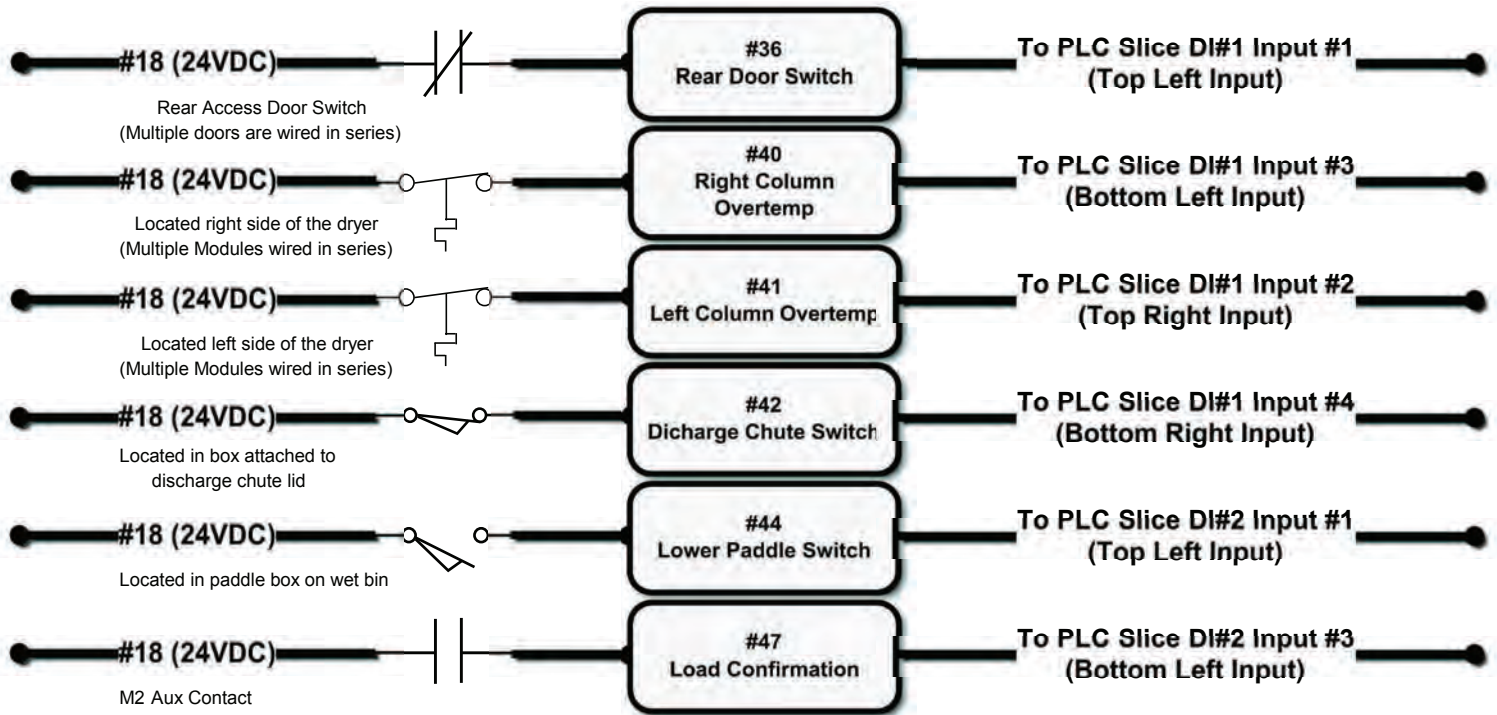 #18 (24VDC)
Rear Access Door Switch
(Multiple doors are wired in series)
#36
Rear Door Switch
To PLC Slice DI#1 Input #1
(Top Left Input)
#18 (24VDC)
Located right side of the dryer
(Multiple Modules wired in series)
#40
Right Column
Overtemp
To PLC Slice DI#1 Input #3
(Bottom Left Input)
#18 (24VDC)
Located left side of the dryer
(Multiple Modules wired in series)
#41
Left Column Overtemp
To PLC Slice DI#1 Input #2
(Top Right Input)
#18 (24VDC)
Located in box attached to
discharge chute lid
#42
Dicharge Chute Switch
To PLC Slice DI#1 Input #4
(Bottom Right Input)
#18 (24VDC)
Located in paddle box on wet bin
#44
Lower Paddle Switch
To PLC Slice DI#2 Input #1
(Top Left Input)
#18 (24VDC)
M2 Aux Contact
#47
Load Confirmation
To PLC Slice DI#2 Input #3
(Bottom Left Input)